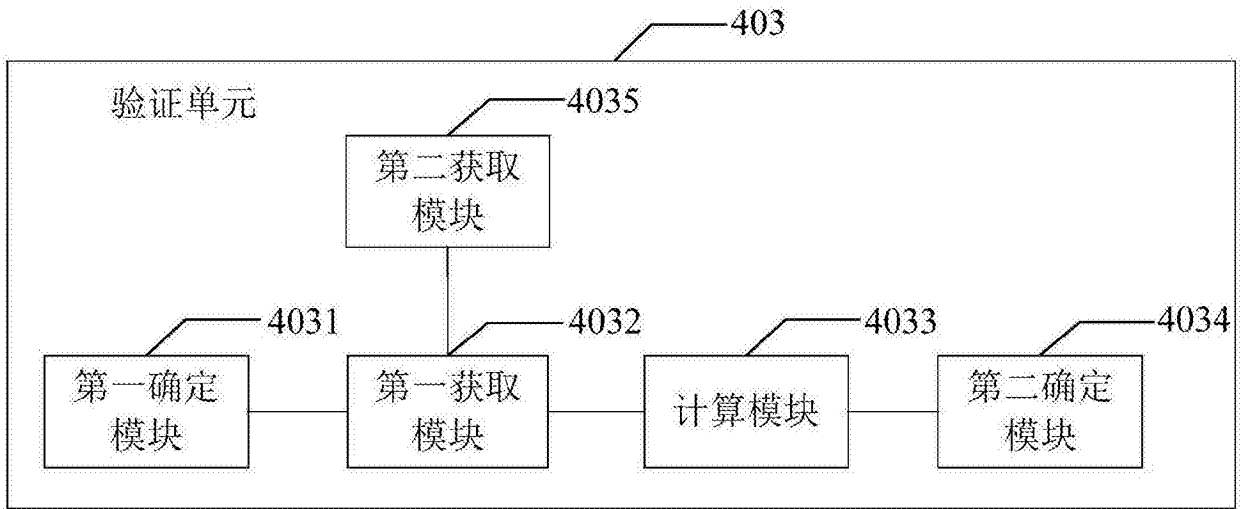 403
验证单元
4035
第二获取
模块
4031
4032
4033
4034
第一确定
模块
第一获取
模块
计算模块
第二确定
模块